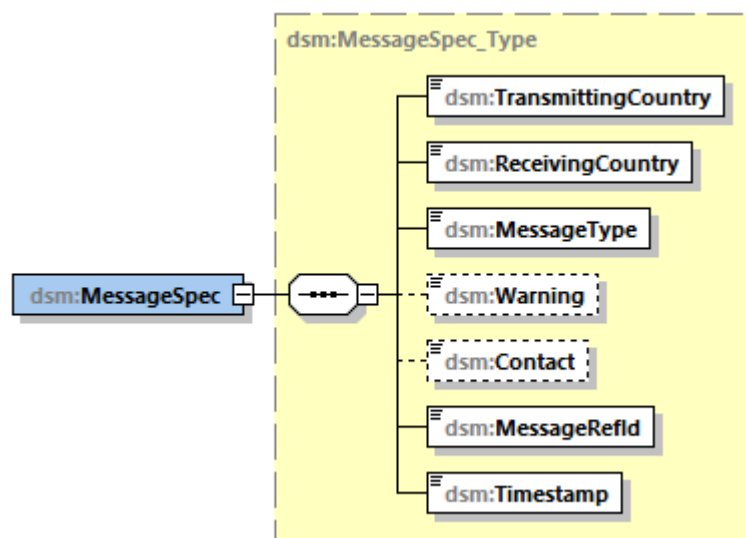 dsm:MessageSpec_Type
dsm:TransmittingCountry
dsm:ReceivingCountry
dsm:MessageType
dsm:MessageSpec
dsm:Warning
dsm:Contact
dsm:MessageRefId
dsm:Timestamp